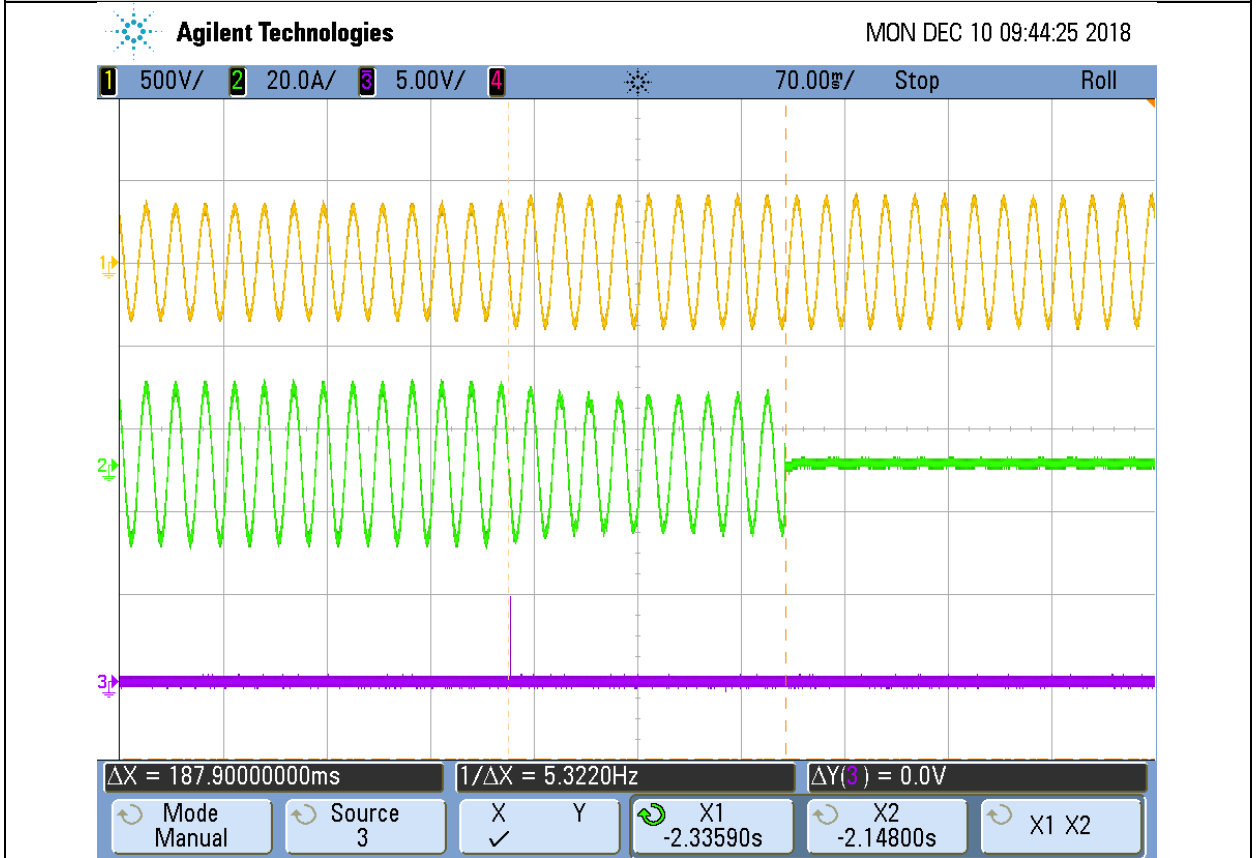 Agilent Technologies MON DEC 10 09:44:25 2018
1 500V/ 2 20.0A/ 3 5.00V/ 4 70.00ms/ Stop Roll
1
2
3
ΔX = 187.90000000ms 1/ΔX = 5.3220Hz ΔY(3) = 0.0V
Mode Source X Y X1 X2 X1 X2
Manual 3 ✓ -2.33590s -2.14800s